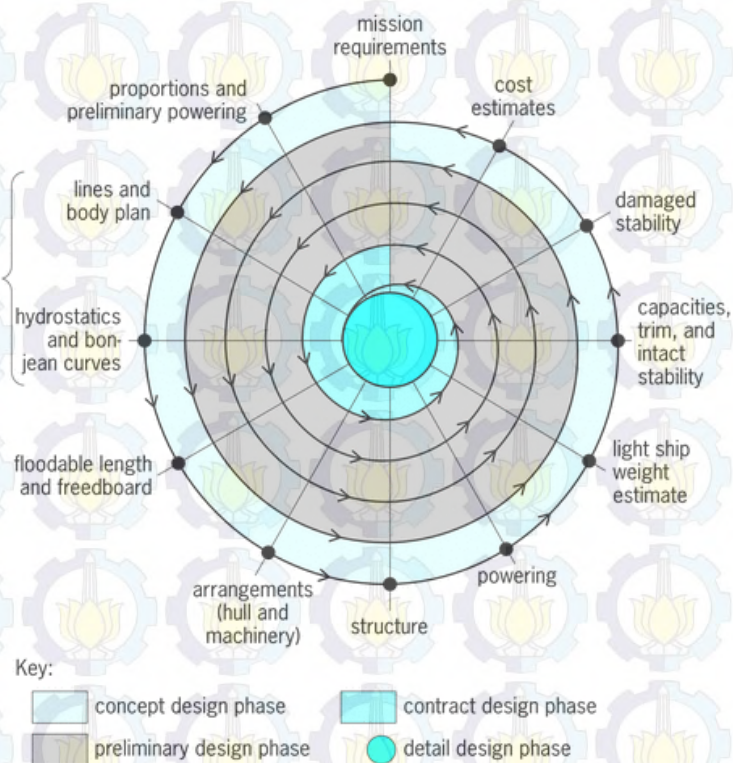 mission
requirements
proportions and
preliminary powering
cost
estimates
lines and
body plan
damaged
stability
hydrostatics
and bon-
jean curves
capacities,
trim, and
intact
stability
floodable length
and freedboard
light ship
weight
estimate
arrangements
(hull and
machinery)
structure
powering
Key:
concept design phase
contract design phase
preliminary design phase
detail design phase